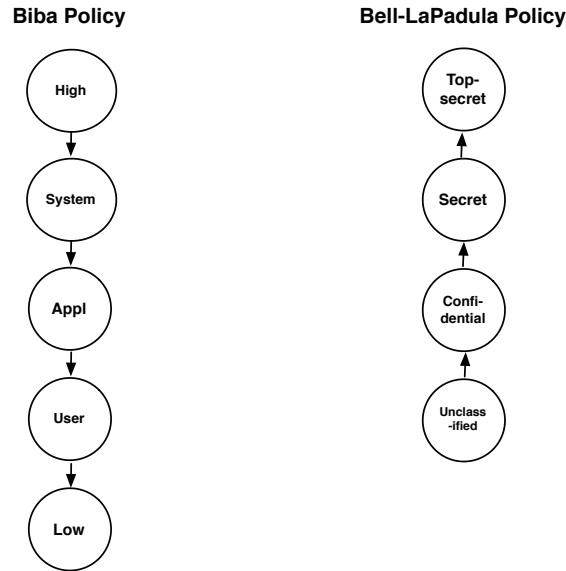 Biba Policy
High
System
Appl
User
Low
Bell-LaPadula Policy
Top-
secret
Secret
Confi-
dential
Unclass
-ified